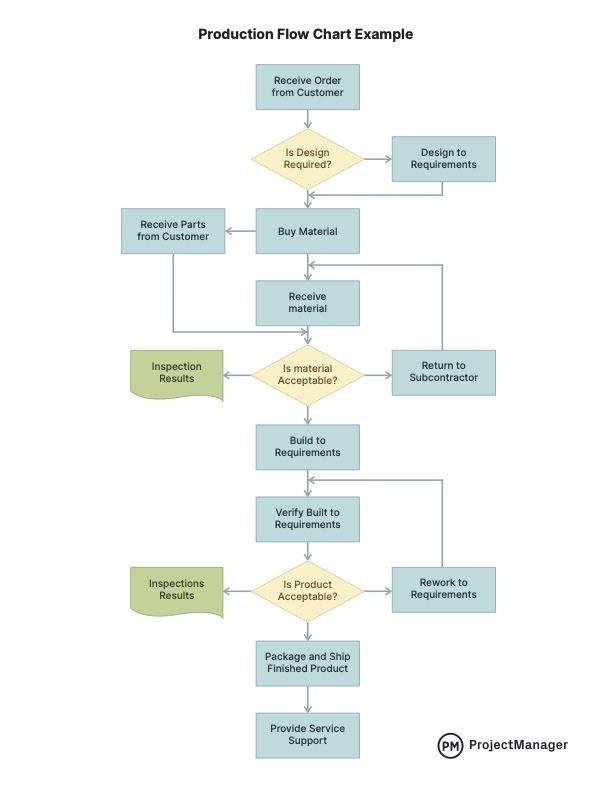 Production Flow Chart Example
Receive Order
from Customer
Is Design
Required?
Design to
Requirements
Receive Parts
from Customer
Buy Material
Receive
material
Inspection
Results
Is material
Acceptable?
Return to
Subcontractor
Build to
Requirements
Verify Built to
Requirements
Inspections
Results
Is Product
Acceptable?
Rework to
Requirements
Package and Ship
Finished Product
Provide Service
Support
PM ProjectManager